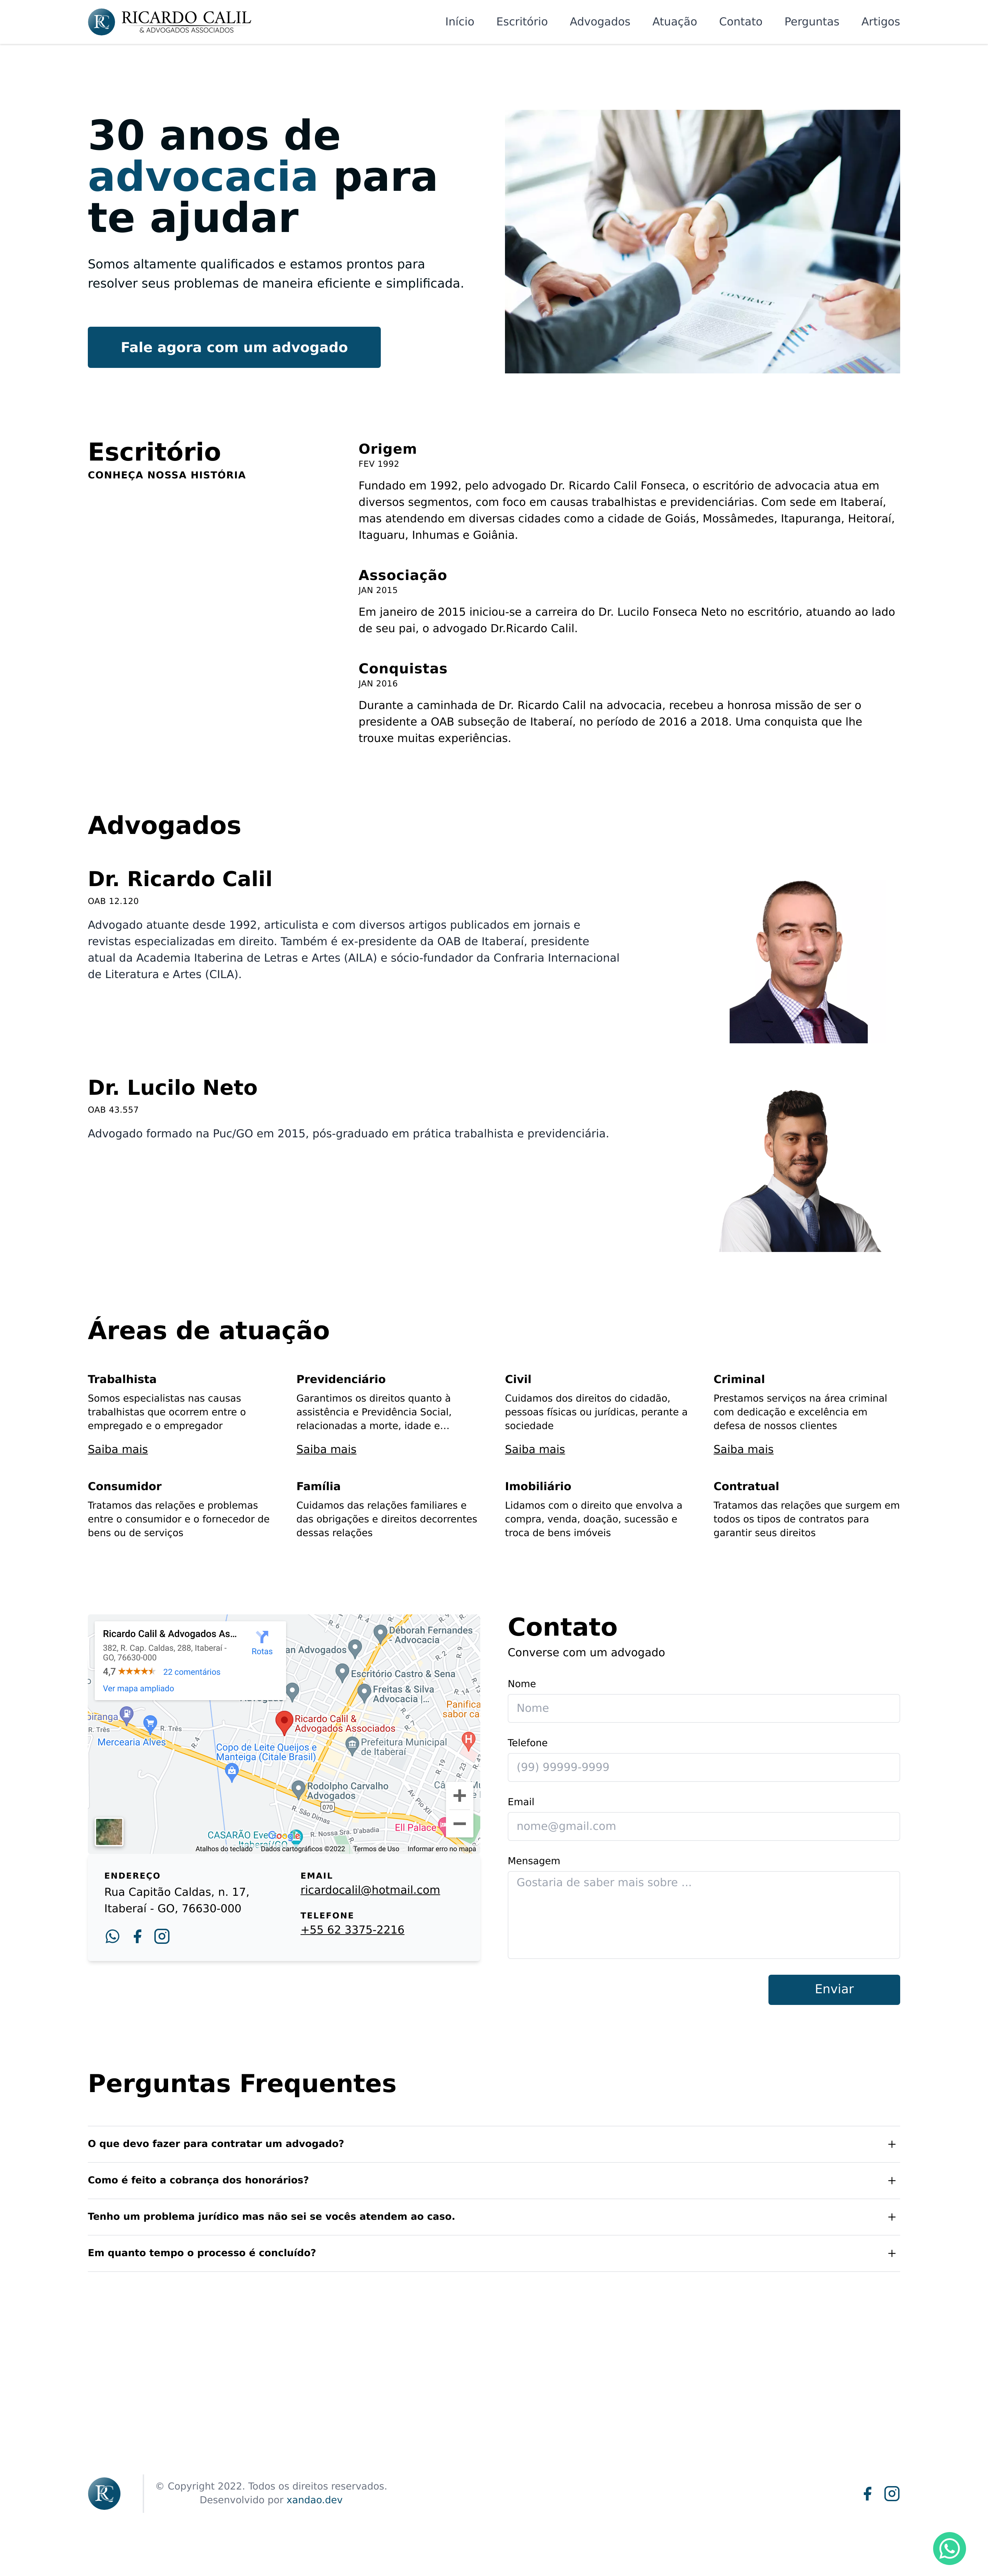 RICARDO CALIL
& ADVOGADOS ASSOCIADOS
Início
Escritório
Advogados
Atuação
Contato
Perguntas
Artigos
30 anos de
advocacia para
te ajudar
Somos altamente qualificados e estamos prontos para
resolver seus problemas de maneira eficiente e simplificada.
Fale agora com um advogado
CONTRACT
Escritório
CONHEÇA NOSSA HISTÓRIA
Origem
FEV 1992
Fundado em 1992, pelo advogado Dr. Ricardo Calil Fonseca, o escritório de advocacia atua em
diversos segmentos, com foco em causas trabalhistas e previdenciárias. Com sede em Itaberaí,
mas atendendo em diversas cidades como a cidade de Goiás, Mossâmedes, Itapuranga, Heitoraí,
Itaguaru, Inhumas e Goiânia.
Associação
JAN 2015
Em janeiro de 2015 iniciou-se a carreira do Dr. Lucilo Fonseca Neto no escritório, atuando ao lado
de seu pai, o advogado Dr.Ricardo Calil.
Conquistas
JAN 2016
Durante a caminhada de Dr. Ricardo Calil na advocacia, recebeu a honrosa missão de ser o
presidente a OAB subseção de Itaberaí, no período de 2016 a 2018. Uma conquista que lhe
trouxe muitas experiências.
Advogados
Dr. Ricardo Calil
OAB 12.120
Advogado atuante desde 1992, articulista e com diversos artigos publicados em jornais e
revistas especializadas em direito. Também é ex-presidente da OAB de Itaberaí, presidente
atual da Academia Itaberina de Letras e Artes (AILA) e sócio-fundador da Confraria Internacional
de Literatura e Artes (CILA).
Dr. Lucilo Neto
OAB 43.557
Advogado formado na Puc/GO em 2015, pós-graduado em prática trabalhista e previdenciária.
Áreas de atuação
Trabalhista
Somos especialistas nas causas
trabalhistas que ocorrem entre o
empregado e o empregador
Saiba mais
Previdenciário
Garantimos os direitos quanto à
assistência e Previdência Social,
relacionadas a morte, idade e...
Saiba mais
Civil
Cuidamos dos direitos do cidadão,
pessoas físicas ou jurídicas, perante a
sociedade
Saiba mais
Criminal
Prestamos serviços na área criminal
com dedicação e excelência em
defesa de nossos clientes
Saiba mais
Consumidor
Tratamos das relações e problemas
entre o consumidor e o fornecedor de
bens ou de serviços
Família
Cuidamos das relações familiares e
das obrigações e direitos decorrentes
dessas relações
Imobiliário
Lidamos com o direito que envolva a
compra, venda, doação, sucessão e
troca de bens imóveis
Contratual
Tratamos das relações que surgem em
todos os tipos de contratos para
garantir seus direitos
Ricardo Calil & Advogados As...
382, R. Cap. Caldas, 288, Itaberaí -
GO, 76630-000
4,7
22 comentários
Ver mapa ampliado
Rotas
Déborah Fernandes
- Advocacia
an Advogados
Escritório Castro & Sena
Freitas & Silva
Advocacia |...
Panifica
sabor ca
Ricardo Calil &
Advogados Associados
R. Três
R. Três
Mercearia Alves
Copo de Leite Queijos e
Manteiga (Citale Brasil)
Prefeitura Municipal
de Itaberaí
H
Rodolpho Carvalho
Advogados
070
R. São Dimas
Av. Pio XII
R. Nossa Sra. D'abadia
Ell Palace
CASARÃO
Google
Atalhos do teclado
Dados cartográficos ©2022
Termos de Uso
Informar erro no mapa
ENDEREÇO
Rua Capitão Caldas, n. 17,
Itaberaí - GO, 76630-000
EMAIL
ricardocalil@hotmail.com
TELEFONE
+55 62 3375-2216
Contato
Converse com um advogado
Nome
Nome
Telefone
(99) 99999-9999
Email
nome@gmail.com
Mensagem
Gostaria de saber mais sobre ...
Enviar
Perguntas Frequentes
O que devo fazer para contratar um advogado?
Como é feito a cobrança dos honorários?
Tenho um problema jurídico mas não sei se vocês atendem ao caso.
Em quanto tempo o processo é concluído?
© Copyright 2022. Todos os direitos reservados.
Desenvolvido por xandao.dev